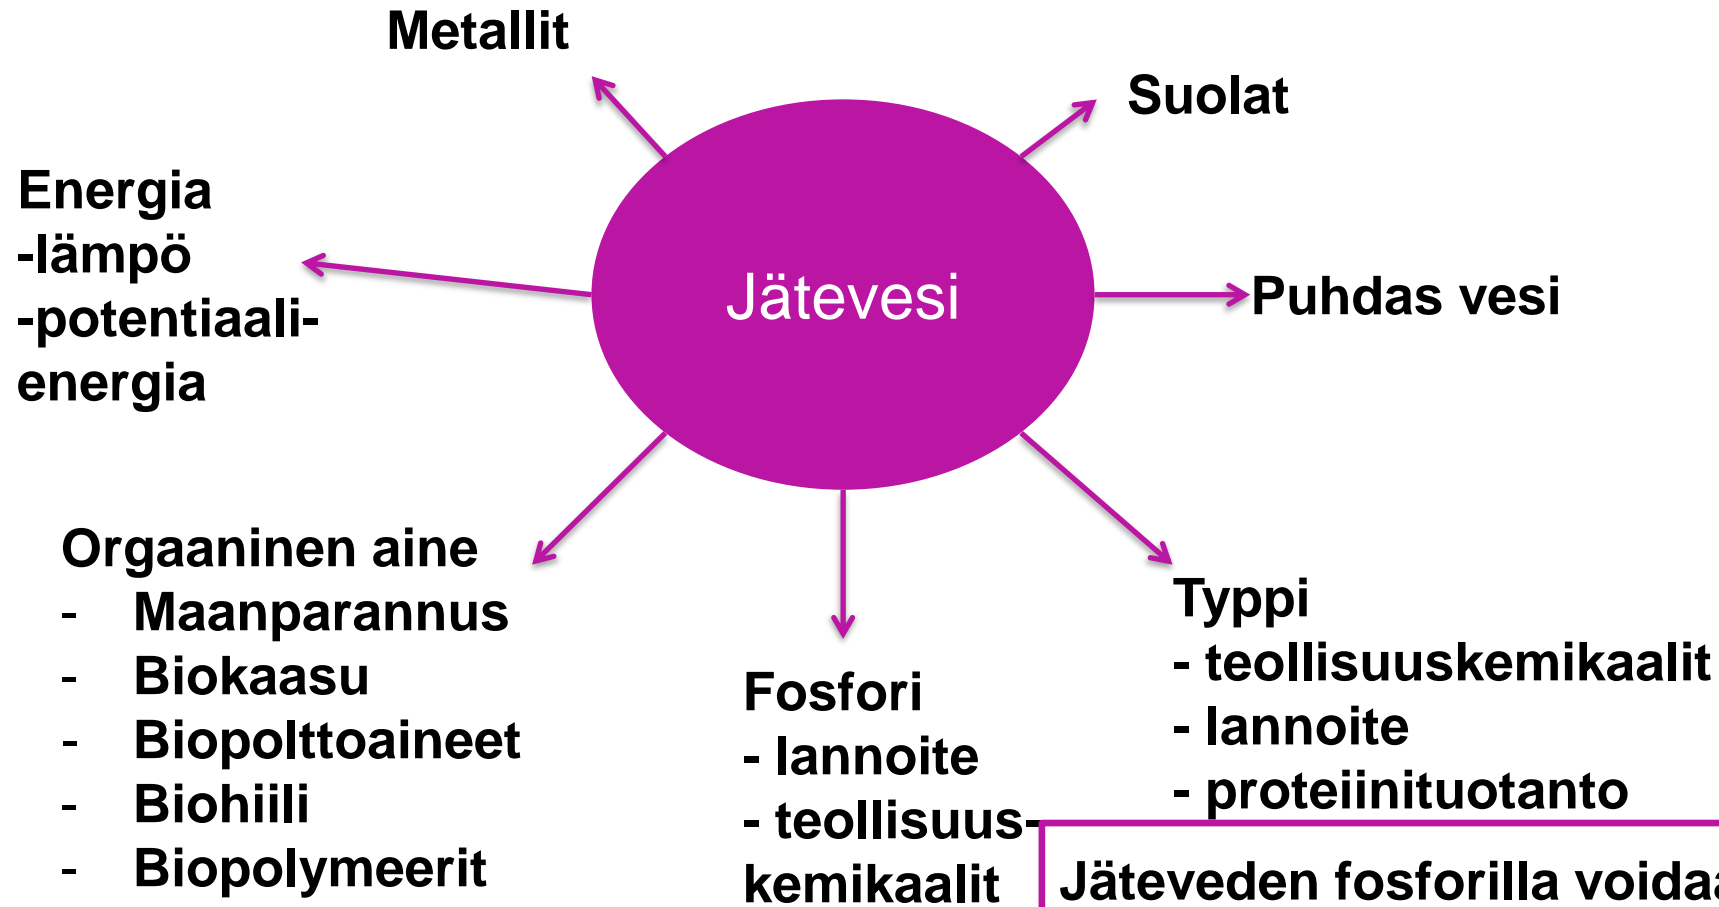 Metallit
Suolat
Energia
-lämpö
-potentiaali-
energia
Jätevesi
Puhdas vesi
Orgaaninen aine
- Maanparannus
- Biokaasu
- Biopolttoaineet
- Biohiili
- Biopolymeerit
Fosfori
- lannoite
- teollisuus-
kemikaalit
Typpi
- teollisuuskemikaalit
- lannoite
- proteiinituotanto
Jäteveden fosforilla